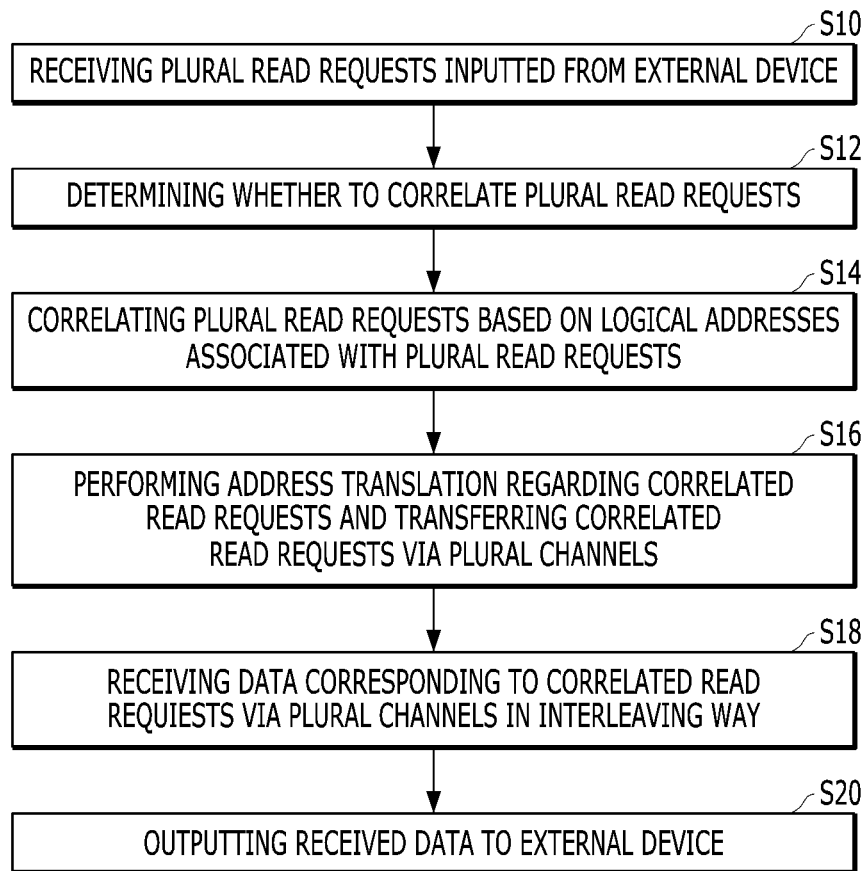 S10
RECEIVING PLURAL READ REQUESTS INPUTTED FROM EXTERNAL DEVICE
S12
DETERMINING WHETHER TO CORRELATE PLURAL READ REQUESTS
S14
CORRELATING PLURAL READ REQUESTS BASED ON LOGICAL ADDRESSES
ASSOCIATED WITH PLURAL READ REQUESTS
S16
PERFORMING ADDRESS TRANSLATION REGARDING CORRELATED
READ REQUESTS AND TRANSFERRING CORRELATED
READ REQUESTS VIA PLURAL CHANNELS
S18
RECEIVING DATA CORRESPONDING TO CORRELATED READ
REQUIESTS VIA PLURAL CHANNELS IN INTERLEAVING WAY
S20
OUTPUTTING RECEIVED DATA TO EXTERNAL DEVICE